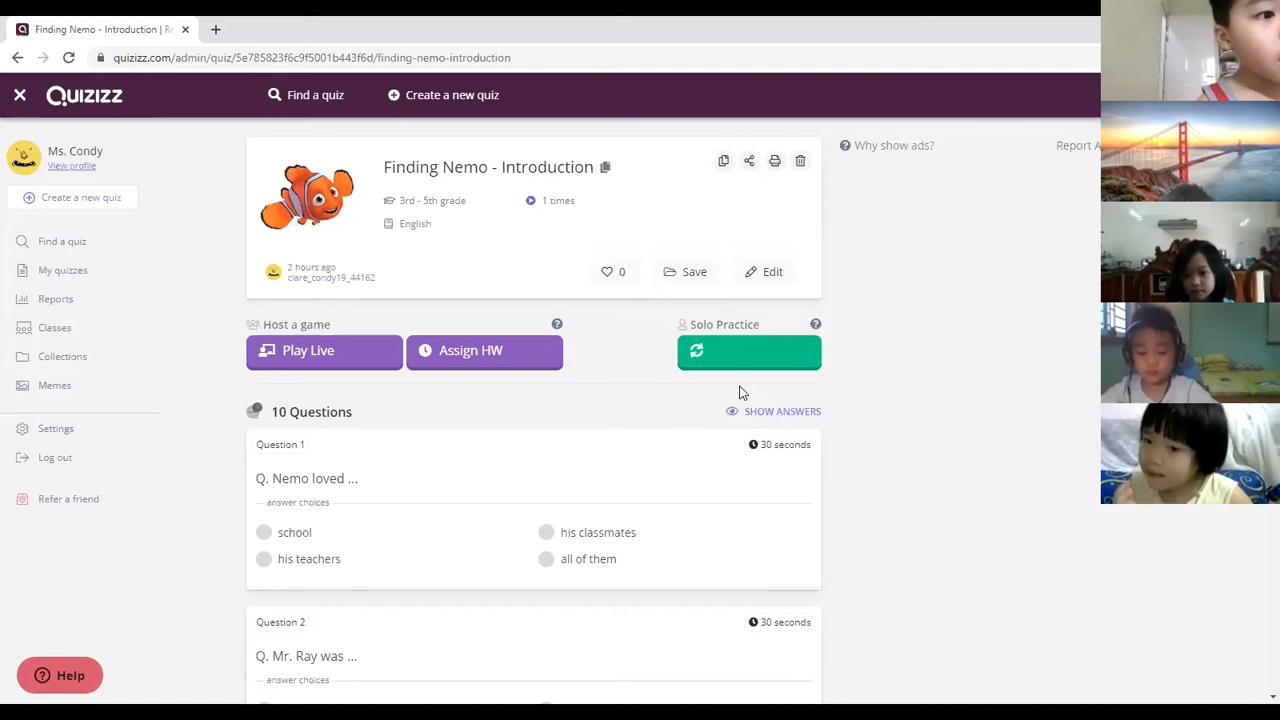 Finding Nemo - Introduction | R
quizizz.com/admin/quiz/5e785823f6c9f5001b443f6d/finding-nemo-introduction
Quizizz
Find a quiz
Create a new quiz
Ms. Condy
View profile
Create a new quiz
Find a quiz
My quizzes
Reports
Classes
Collections
Memes
Settings
Log out
Refer a friend
Help
Finding Nemo - Introduction
3rd - 5th grade
1 times
English
2 hours ago
clare_condy19_44162
0
Save
Edit
Why show ads?
Report A
Host a game
Solo Practice
Play Live
Assign HW
10 Questions
SHOW ANSWERS
Question 1
30 seconds
Q. Nemo loved ...
answer choices
school
his classmates
his teachers
all of them
Question 2
30 seconds
Q. Mr. Ray was ...
answer choices